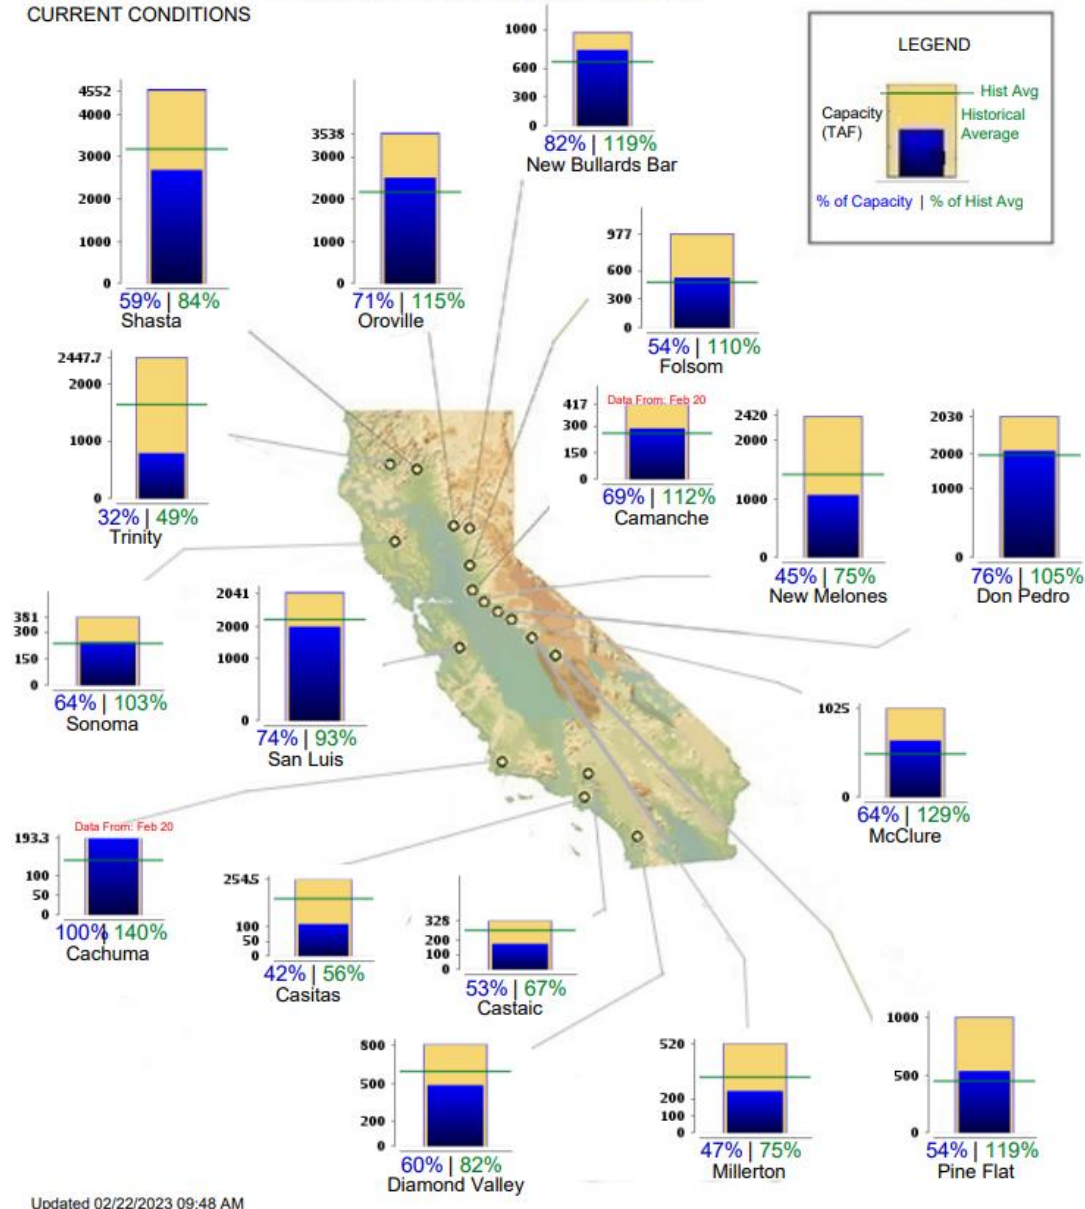 CURRENT CONDITIONS
LEGEND
Capacity
(TAF)
Hist Avg
Historical
Average
% of Capacity | % of Hist Avg
1000
600
300
0
82% | 119%
New Bullards Bar
4552
4000
3000
2000
1000
0
59% | 84%
Shasta
3538
3000
2000
1000
0
71% | 115%
Oroville
977
600
300
0
54% | 110%
Folsom
2447.7
2000
1000
0
32% | 49%
Trinity
Data From: Feb 20
417
300
150
0
69% | 112%
Camanche
2420
2000
1000
0
45% | 75%
New Melones
2030
2000
1000
0
76% | 105%
Don Pedro
381
300
150
0
64% | 103%
Sonoma
2041
2000
1000
0
74% | 93%
San Luis
1025
0
64% | 129%
McClure
Data From: Feb 20
193.3
100
50
0
100% | 140%
Cachuma
254.5
100
50
0
42% | 56%
Casitas
328
200
100
0
53% | 67%
Castaic
800
500
200
0
60% | 82%
Diamond Valley
520
200
100
0
47% | 75%
Millerton
1000
500
0
54% | 119%
Pine Flat
Updated 02/22/2023 09:48 AM